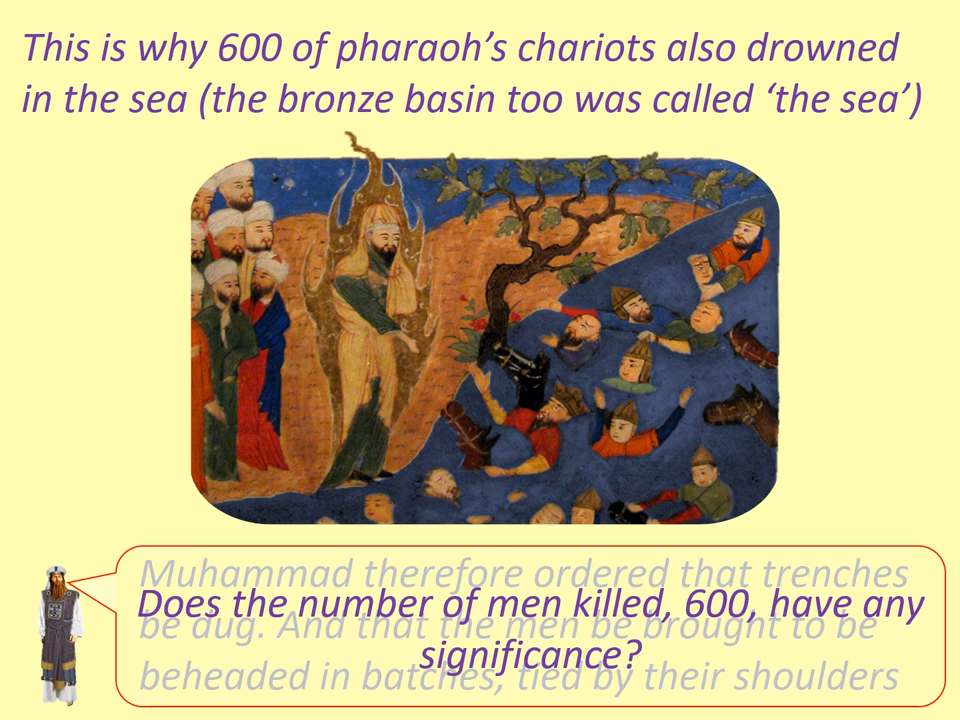 This is why 600 of pharaoh’s chariots also drowned
in the sea (the bronze basin too was called ‘the sea’)
Muhammad therefore ordered that trenches
Does the number of men killed, 600, have any
be dug. And that the men be brought to be
significance?
beheaded in batches, tied by their shoulders